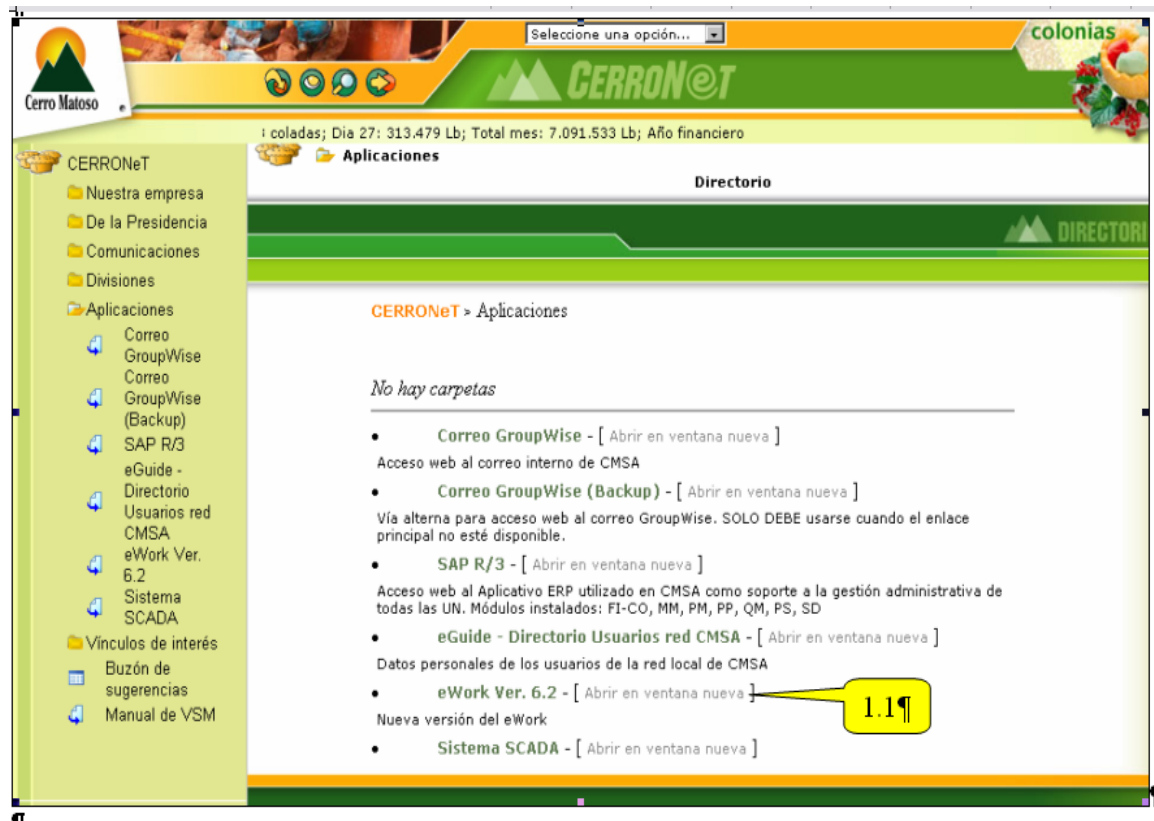 Seleccione una opción...
colonias
CERRON@T
Cerro Matoso
coladas; Dia 27: 313.479 Lb; Total mes: 7.091.533 Lb; Año financiero
CERRONeT
Nuestra empresa
De la Presidencia
Comunicaciones
Divisiones
Aplicaciones
Correo
GroupWise
Correo
GroupWise
(Backup)
SAP R/3
eGuide -
Directorio
Usuarios red
CMSA
eWork Ver.
6.2
Sistema
SCADA
Vínculos de interés
Buzón de
sugerencias
Manual de VSM
Aplicaciones
Directorio
DIRECTORI
CERRONeT > Aplicaciones
No hay carpetas
• Correo GroupWise - [ Abrir en ventana nueva ]
Acceso web al correo interno de CMSA
• Correo GroupWise (Backup) - [ Abrir en ventana nueva ]
Vía alterna para acceso web al correo GroupWise. SOLO DEBE usarse cuando el enlace
principal no esté disponible.
• SAP R/3 - [ Abrir en ventana nueva ]
Acceso web al Aplicativo ERP utilizado en CMSA como soporte a la gestión administrativa de
todas las UN. Módulos instalados: FI-CO, MM, PM, PP, QM, PS, SD
• eGuide - Directorio Usuarios red CMSA - [ Abrir en ventana nueva ]
Datos personales de los usuarios de la red local de CMSA
• eWork Ver. 6.2 - [ Abrir en ventana nueva ]
1.1¶
Nueva versión del eWork
• Sistema SCADA - [ Abrir en ventana nueva ]
¶